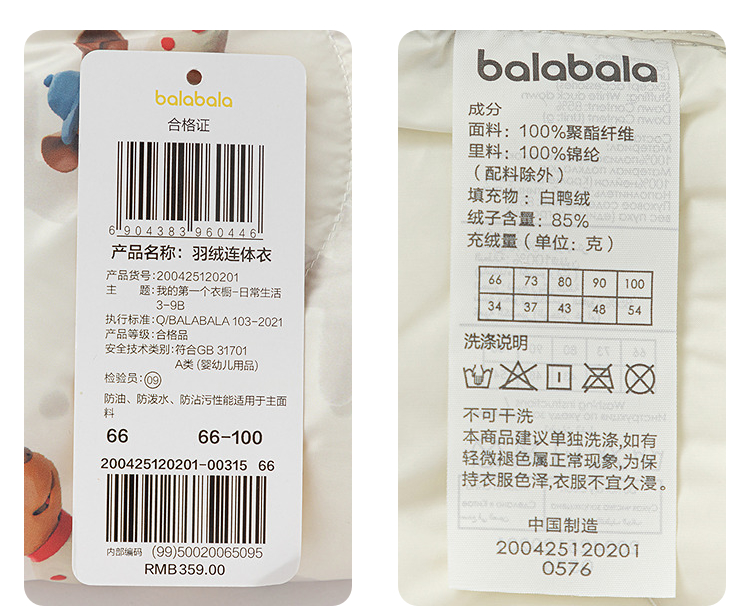 balabala
合格证
6 904383 960446
产品名称：羽绒连体衣
产品货号：200425120201
主　　题：我的第一个衣橱-日常生活
3-9B
执行标准：Q/BALABALA 103-2021
产品等级：合格品
安全技术类别：符合GB 31701
A类 (婴幼儿用品)
检验员：09
防油、防泼水、防沾污性能适用于主面
料
66 66-100
200425120201-00315 66
内部编码 (99)50020065095
RMB359.00
balabala
成分
面料：100%聚酯纤维
里料：100%锦纶
（配料除外）
填充物：白鸭绒
绒子含量：85%
充绒量（单位：克）
66 73 80 90 100
34 37 43 48 54
洗涤说明
不可干洗
本商品建议单独洗涤,如有
轻微褪色属正常现象,为保
持衣服色泽,衣服不宜久浸。
中国制造
200425120201
0576